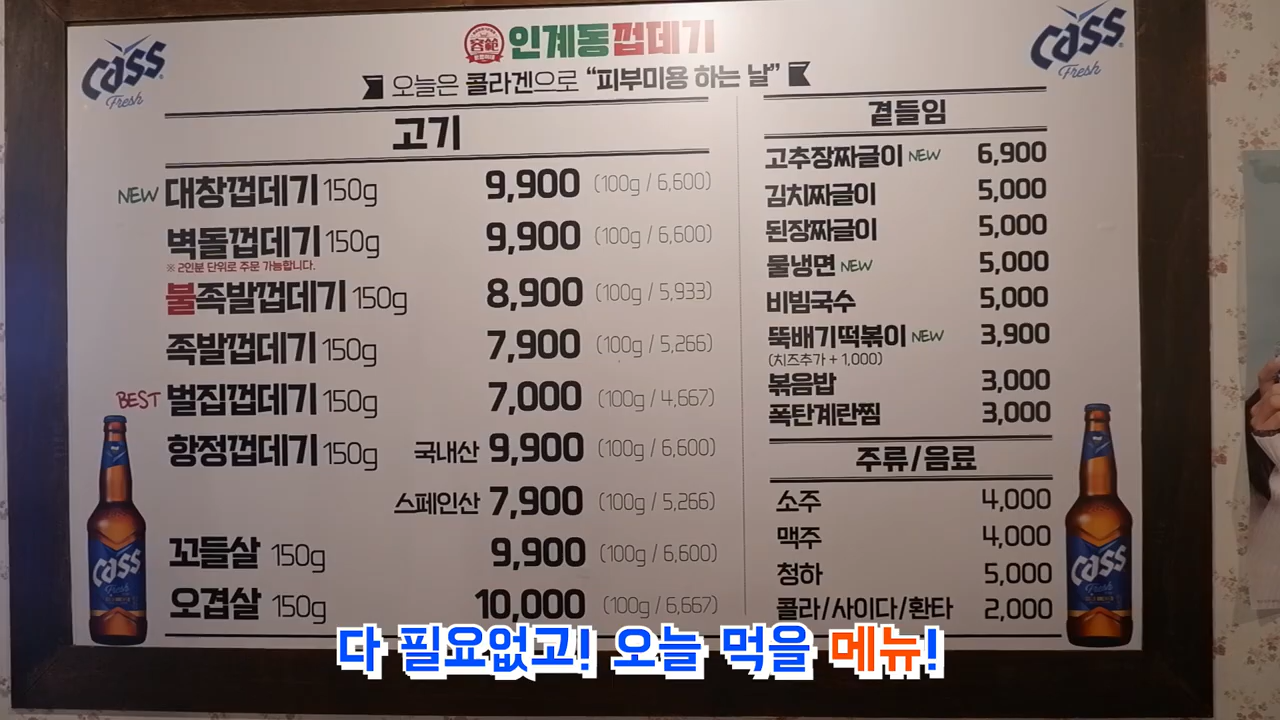 Cass Fresh
인계동껍데기
오늘은 콜라겐으로 “피부미용 하는 날”
Cass Fresh
고기
NEW 대창껍데기 150g 9,900 (100g / 6,600)
벽돌껍데기 150g 9,900 (100g / 6,600)
※ 2인분 단위로 주문 가능합니다.
불족발껍데기 150g 8,900 (100g / 5,933)
족발껍데기 150g 7,900 (100g / 5,266)
BEST 벌집껍데기 150g 7,000 (100g / 4,667)
항정껍데기 150g 국내산 9,900 (100g / 6,600)
스페인산 7,900 (100g / 5,266)
꼬들살 150g 9,900 (100g / 6,600)
오겹살 150g 10,000 (100g / 6,667)
곁들임
고추장짜글이 NEW 6,900
김치짜글이 5,000
된장짜글이 5,000
물냉면 NEW 5,000
비빔국수 5,000
뚝배기떡볶이 NEW 3,900
(치즈추가 + 1,000)
볶음밥 3,000
폭탄계란찜 3,000
주류/음료
소주 4,000
맥주 4,000
청하 5,000
콜라/사이다/환타 2,000
Cass Fresh
Cass Fresh
다 필요없고! 오늘 먹을 메뉴!